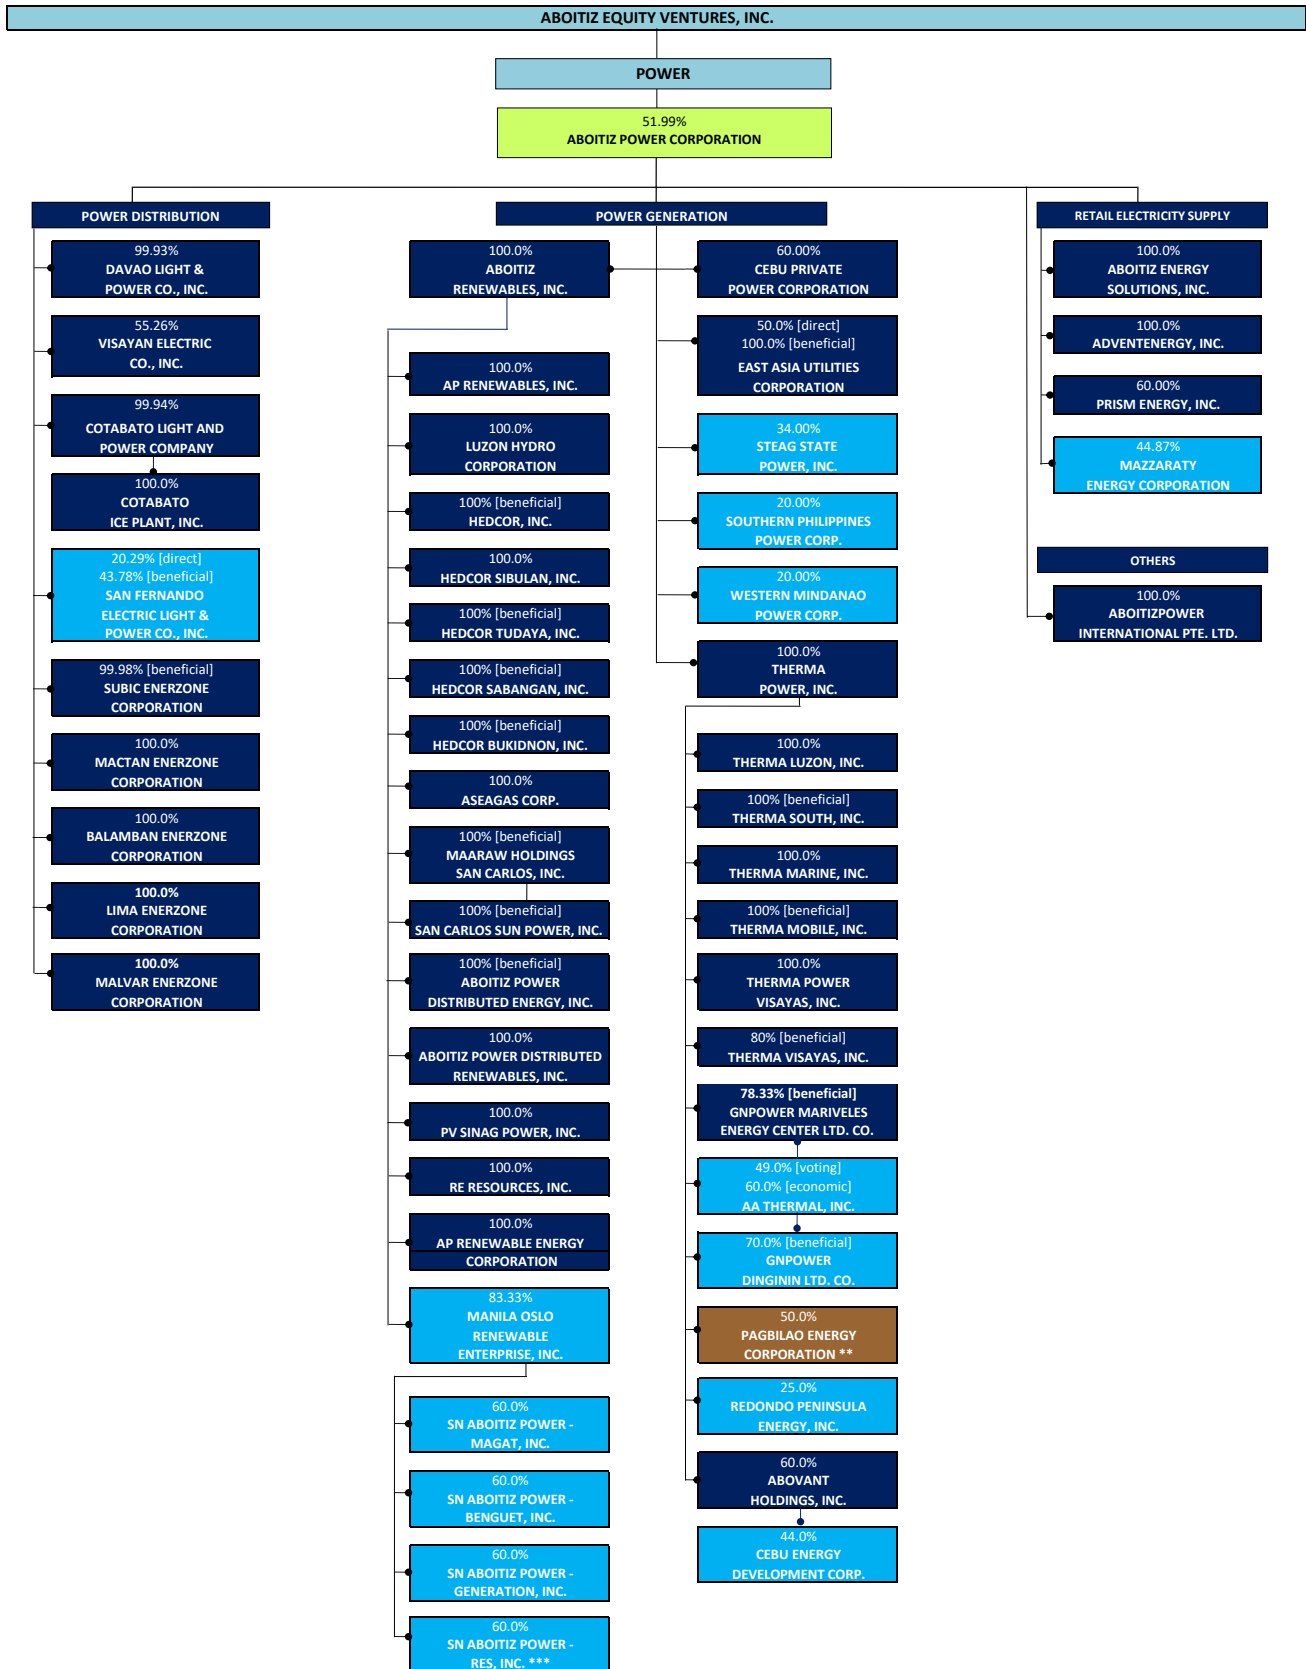 ABOITIZ EQUITY VENTURES, INC.
POWER
51.99%
ABOITIZ POWER CORPORATION
POWER DISTRIBUTION
99.93%
DAVAO LIGHT &
POWER CO., INC.
55.26%
VISAYAN ELECTRIC
CO., INC.
99.94%
COTABATO LIGHT AND
POWER COMPANY
100.0%
COTABATO
ICE PLANT, INC.
20.29% [direct]
43.78% [beneficial]
SAN FERNANDO
ELECTRIC LIGHT &
POWER CO., INC.
99.98% [beneficial]
SUBIC ENERZONE
CORPORATION
100.0%
MACTAN ENERZONE
CORPORATION
100.0%
BALAMBAN ENERZONE
CORPORATION
100.0%
LIMA ENERZONE
CORPORATION
100.0%
MALVAR ENERZONE
CORPORATION
POWER GENERATION
100.0%
ABOITIZ
RENEWABLES, INC.
100.0%
AP RENEWABLES, INC.
100.0%
LUZON HYDRO
CORPORATION
100% [beneficial]
HEDCOR, INC.
100.0%
HEDCOR SIBULAN, INC.
100% [beneficial]
HEDCOR TUDAYA, INC.
100% [beneficial]
HEDCOR SABANGAN, INC.
100% [beneficial]
HEDCOR BUKIDNON, INC.
100.0%
ASEAGAS CORP.
100% [beneficial]
MAARAW HOLDINGS
SAN CARLOS, INC.
100% [beneficial]
SAN CARLOS SUN POWER, INC.
100% [beneficial]
ABOITIZ POWER
DISTRIBUTED ENERGY, INC.
100.0%
ABOITIZ POWER DISTRIBUTED
RENEWABLES, INC.
100.0%
PV SINAG POWER, INC.
100.0%
RE RESOURCES, INC.
100.0%
AP RENEWABLE ENERGY
CORPORATION
83.33%
MANILA OSLO
RENEWABLE
ENTERPRISE, INC.
60.0%
SN ABOITIZ POWER -
MAGAT, INC.
60.0%
SN ABOITIZ POWER -
BENGUET, INC.
60.0%
SN ABOITIZ POWER -
GENERATION, INC.
60.0%
SN ABOITIZ POWER -
RES, INC. ***
60.00%
CEBU PRIVATE
POWER CORPORATION
50.0% [direct]
100.0% [beneficial]
EAST ASIA UTILITIES
CORPORATION
34.00%
STEAG STATE
POWER, INC.
20.00%
SOUTHERN PHILIPPINES
POWER CORP.
20.00%
WESTERN MINDANAO
POWER CORP.
100.0%
THERMA
POWER, INC.
100.0%
THERMA LUZON, INC.
100% [beneficial]
THERMA SOUTH, INC.
100.0%
THERMA MARINE, INC.
100% [beneficial]
THERMA MOBILE, INC.
100.0%
THERMA POWER
VISAYAS, INC.
80% [beneficial]
THERMA VISAYAS, INC.
78.33% [beneficial]
GNPOWER MARIVELES
ENERGY CENTER LTD. CO.
49.0% [voting]
60.0% [economic]
AA THERMAL, INC.
70.0% [beneficial]
GNPOWER
DINGININ LTD. CO.
50.0%
PAGBILAO ENERGY
CORPORATION **
25.0%
REDONDO PENINSULA
ENERGY, INC.
60.0%
ABOVANT
HOLDINGS, INC.
44.0%
CEBU ENERGY
DEVELOPMENT CORP.
RETAIL ELECTRICITY SUPPLY
100.0%
ABOITIZ ENERGY
SOLUTIONS, INC.
100.0%
ADVENTENERGY, INC.
60.00%
PRISM ENERGY, INC.
44.87%
MAZZARATY
ENERGY CORPORATION
OTHERS
100.0%
ABOITIZPOWER
INTERNATIONAL PTE. LTD.